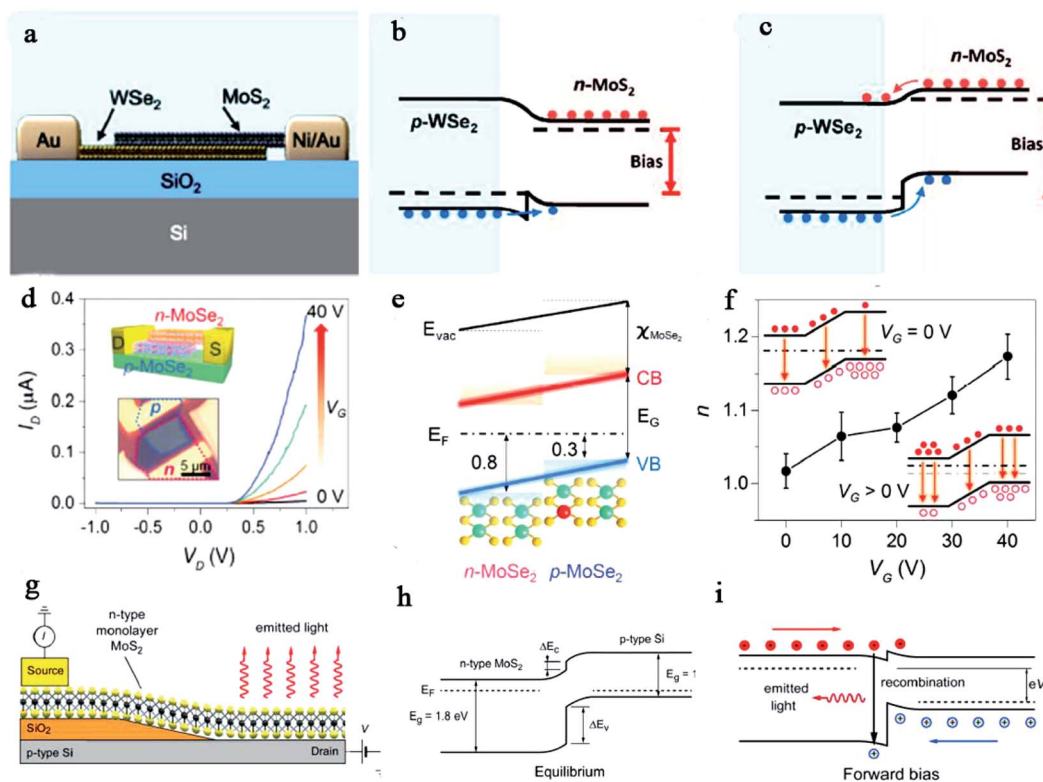 a
WSe2
MoS2
Au
Ni/Au
SiO2
Si
b
n-MoS2
p-WSe2
Bias
c
n-MoS2
p-WSe2
Bias
d
0.4
0.3
0.2
0.1
0.0
ID (μA)
n-MoSe2
D
S
p-MoSe2
p
n
5 μm
40 V
VG
0 V
-1.0
-0.5
0.0
0.5
1.0
VD (V)
e
Evac
χMoSe2
CB
EF
EG
0.8
0.3
VB
n-MoSe2
p-MoSe2
f
1.2
1.1
1.0
n
VG = 0 V
VG > 0 V
0
10
20
30
40
VG (V)
g
I
Source
n-type
monolayer
MoS2
emitted light
SiO2
p-type Si
Drain
V
h
p-type Si
ΔEc
n-type MoS2
EF
Eg = 1.8 eV
Eg = 1
ΔEv
Equilibrium
i
emitted
light
recombination
eV
Forward bias